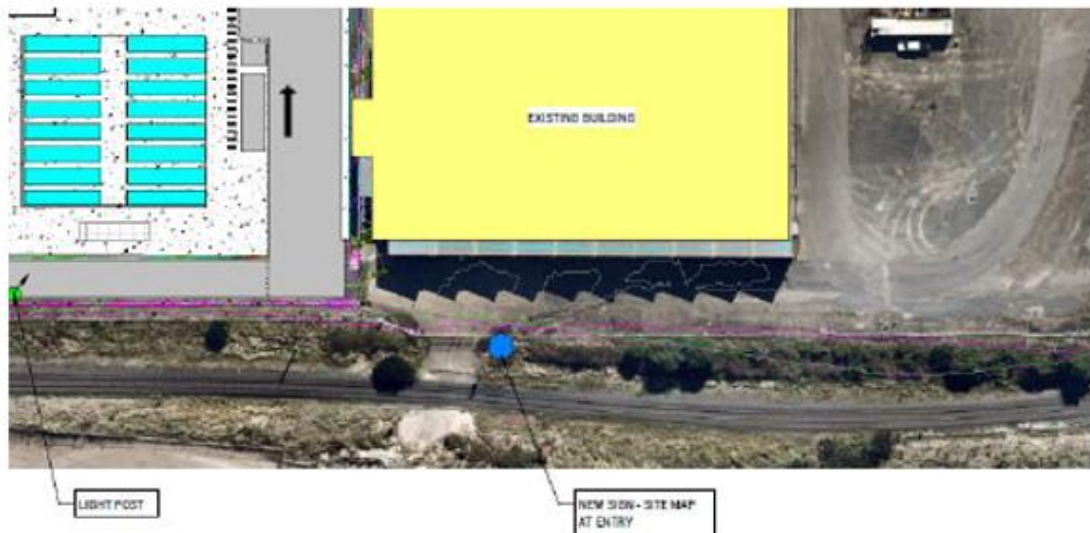 EXISTING BUILDING
LIGHT POST
NEW SIGN - SITE MAP
AT ENTRY